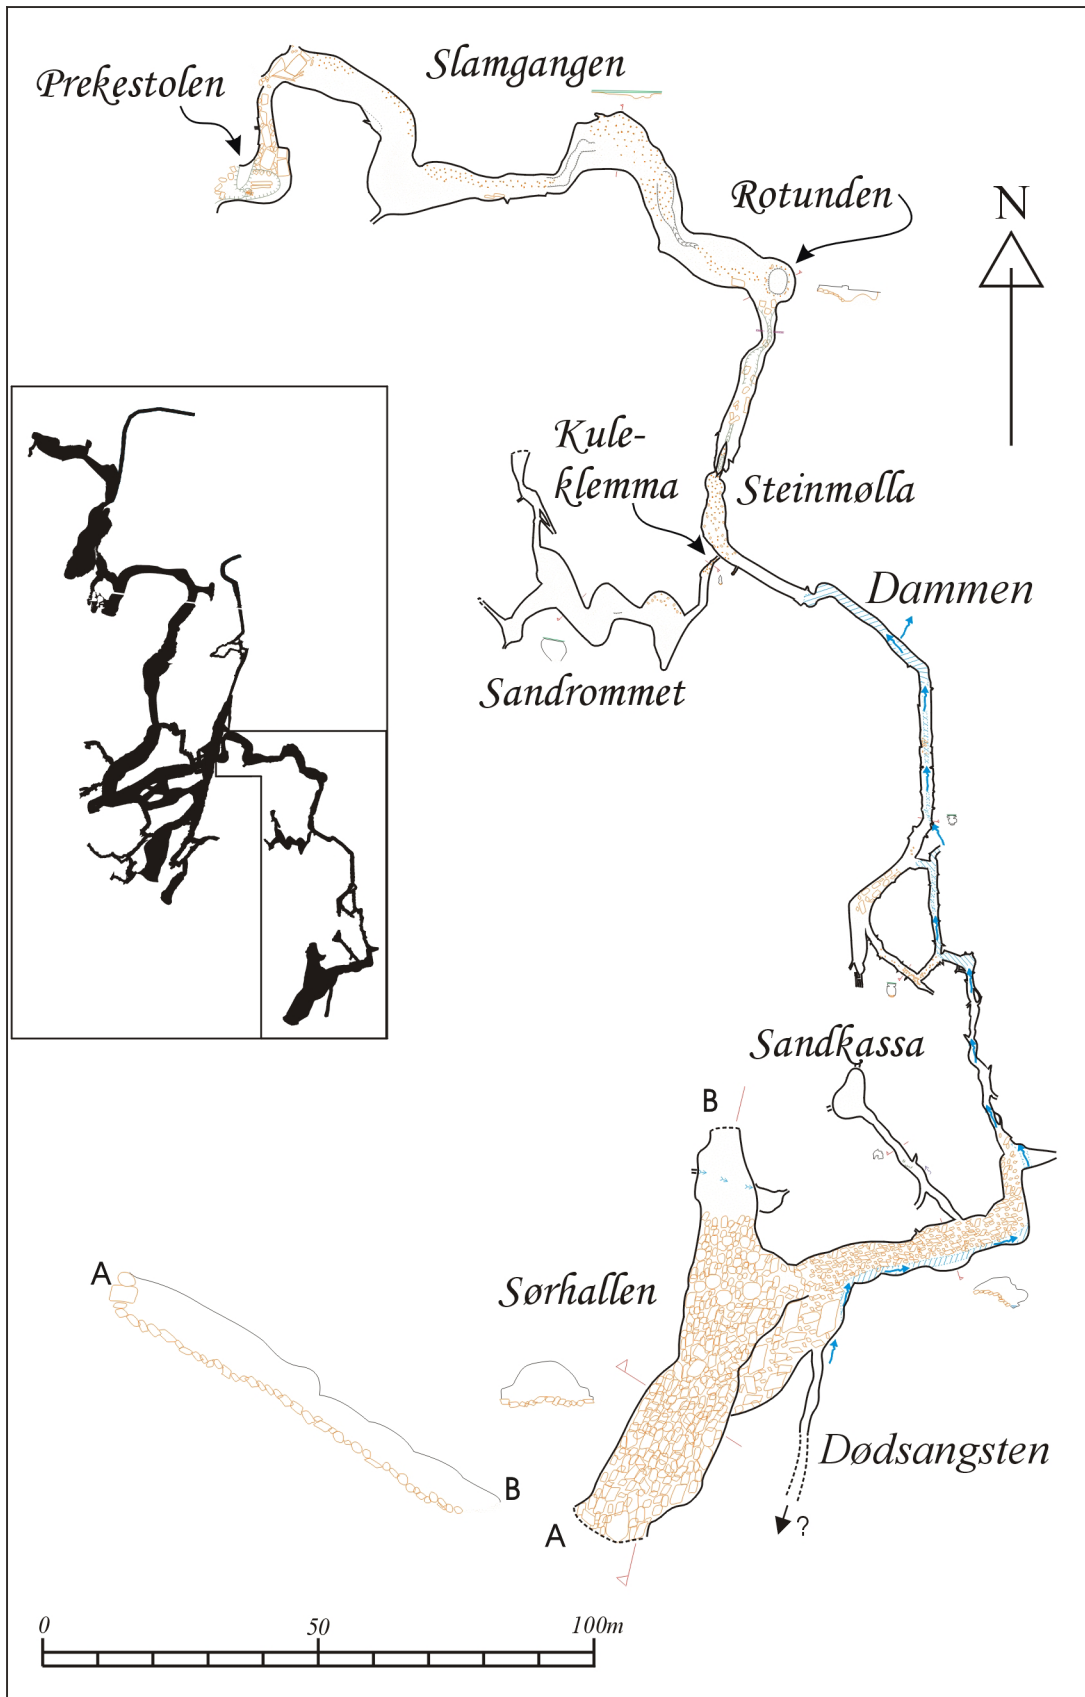 Slamgangen
Prekestolen
Rotunden
N
Kule-
klemma
Steinmølla
Dammen
Sandrommet
Sandkassa
B
A
Sørhallen
B
Dødsangsten
A
?
0 50 100m